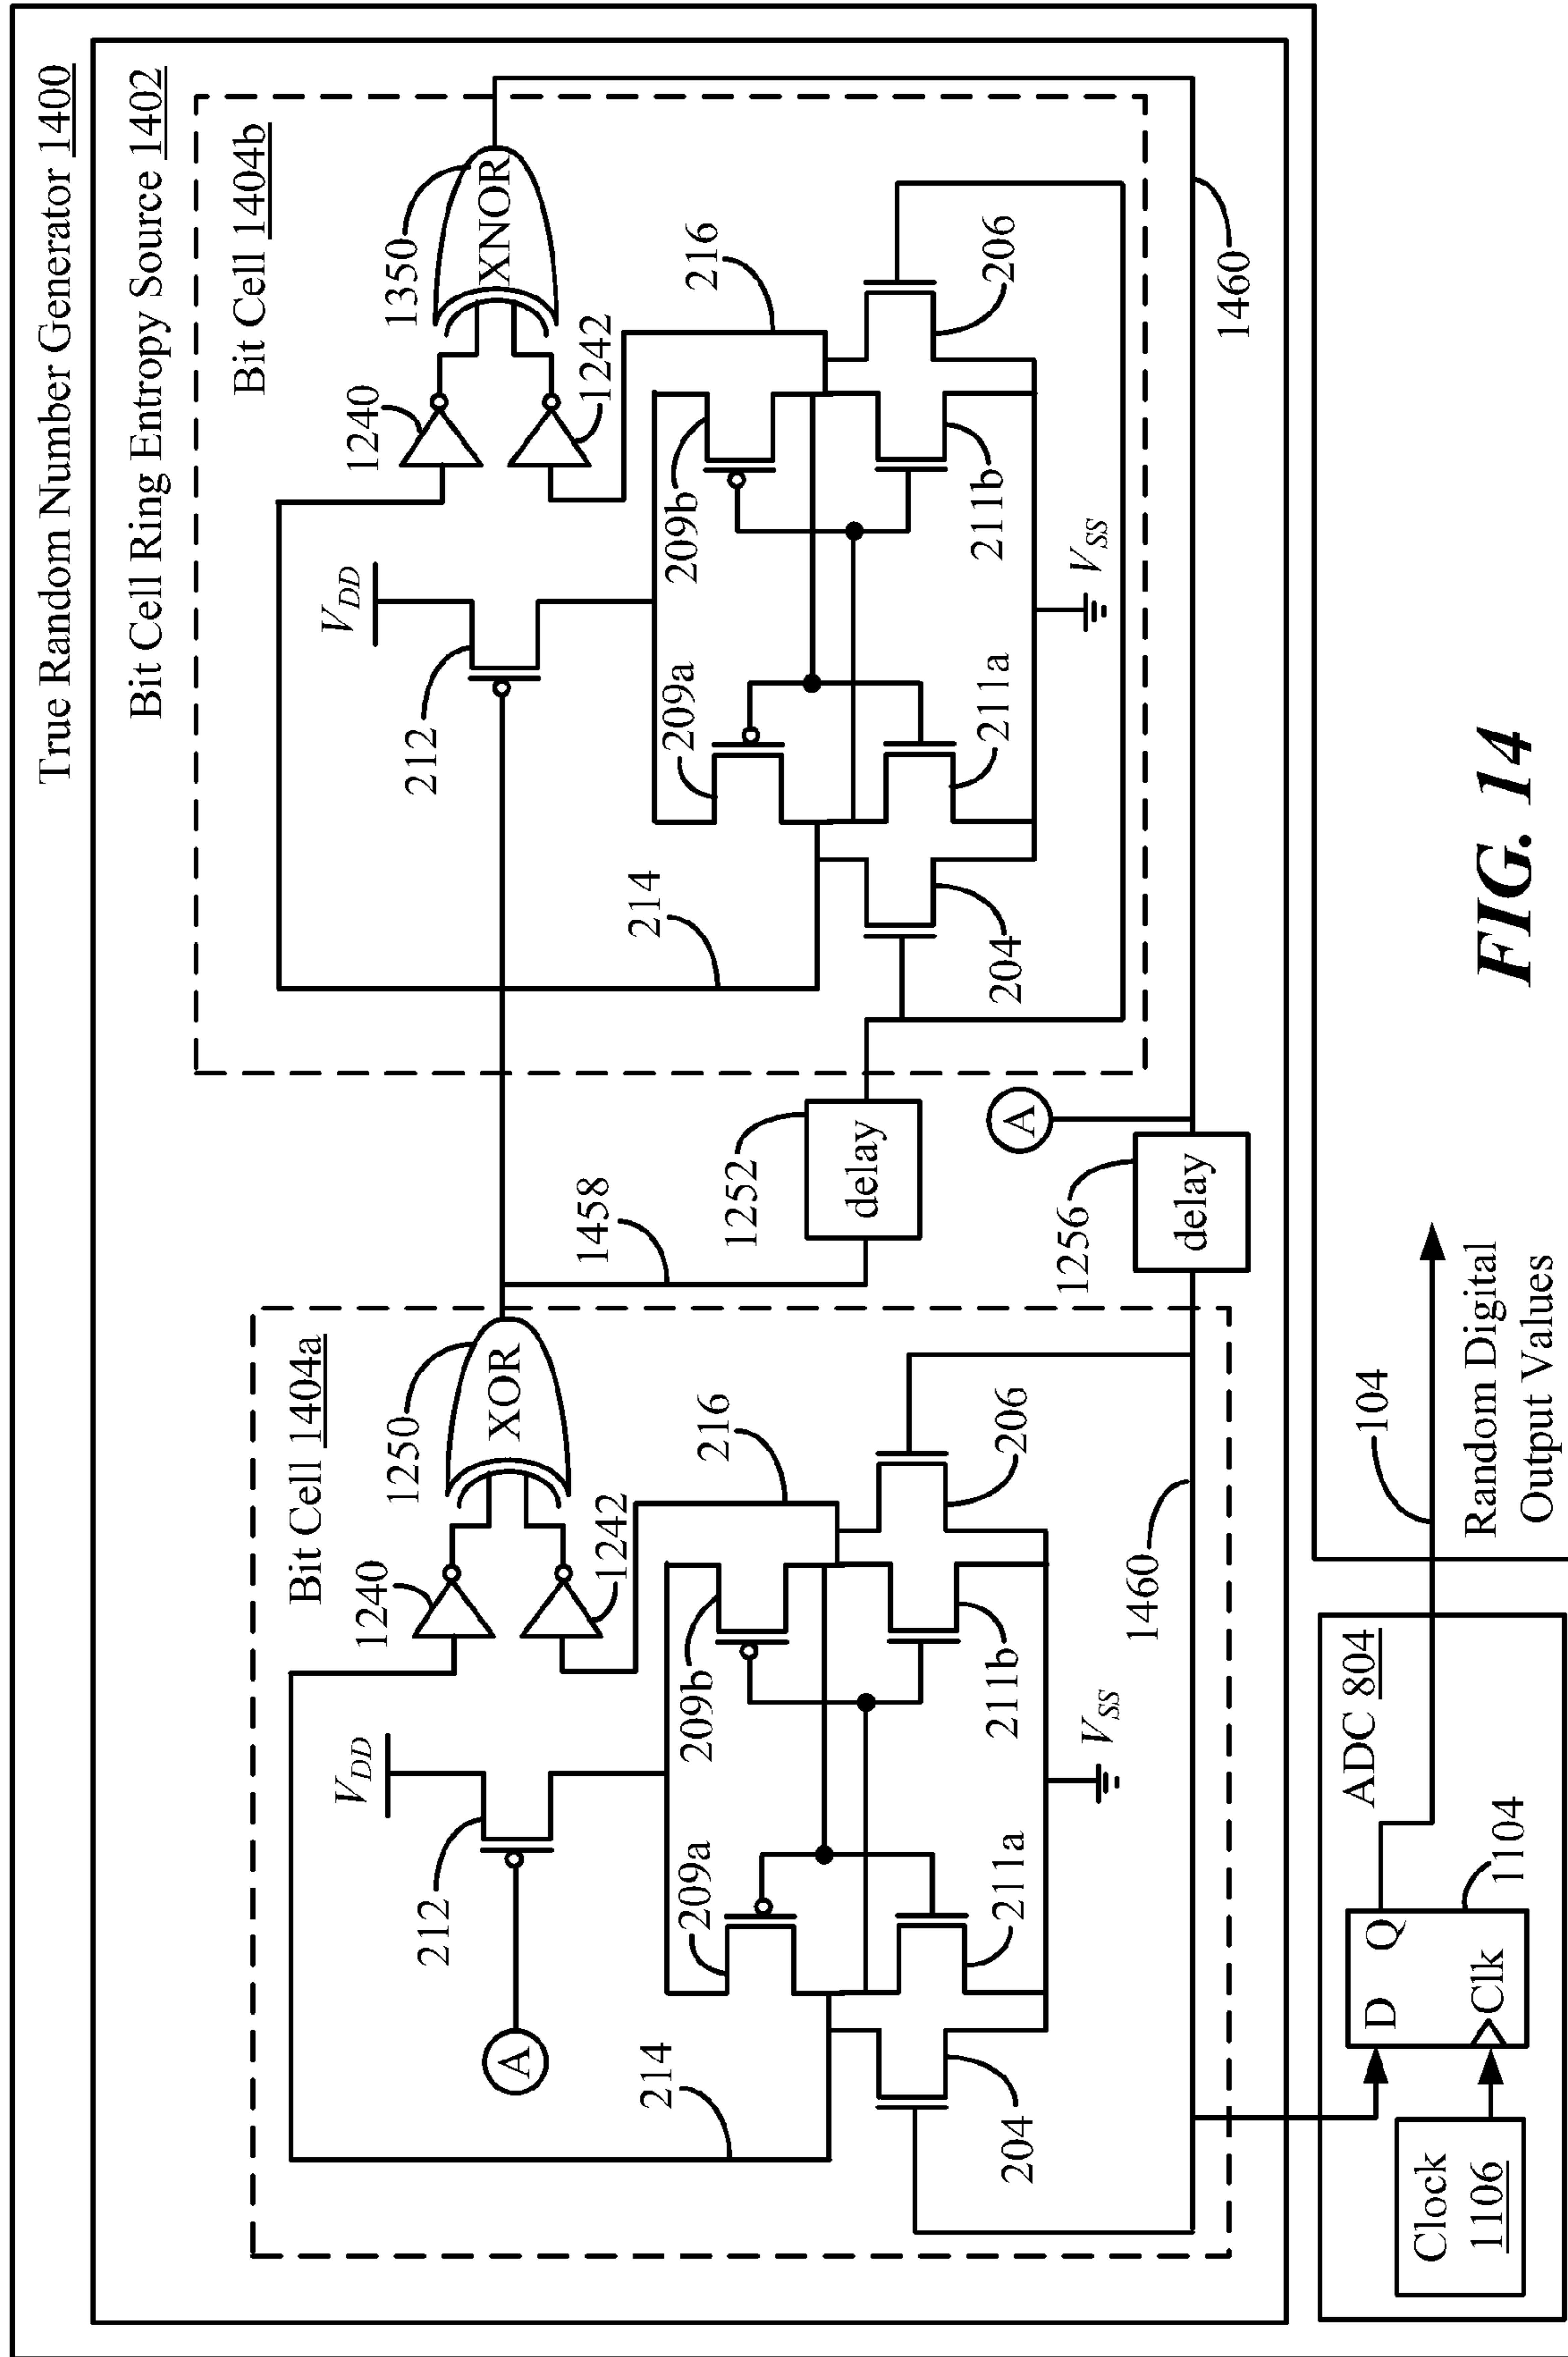 True Random Number Generator 1400
Bit Cell Ring Entropy Source 1402
Bit Cell 1404a
1240
1250
XOR
1242
V_DD
212
A
209a
209b
216
214
204
211a
211b
206
V_SS
1460
1458
1252
delay
1256
delay
A
Bit Cell 1404b
1240
1350
XNOR
1242
V_DD
212
209a
209b
216
214
204
211a
211b
206
V_SS
1460
ADC 804
Clock
1106
D Q
Clk
1104
104
Random Digital
Output Values
FIG. 14